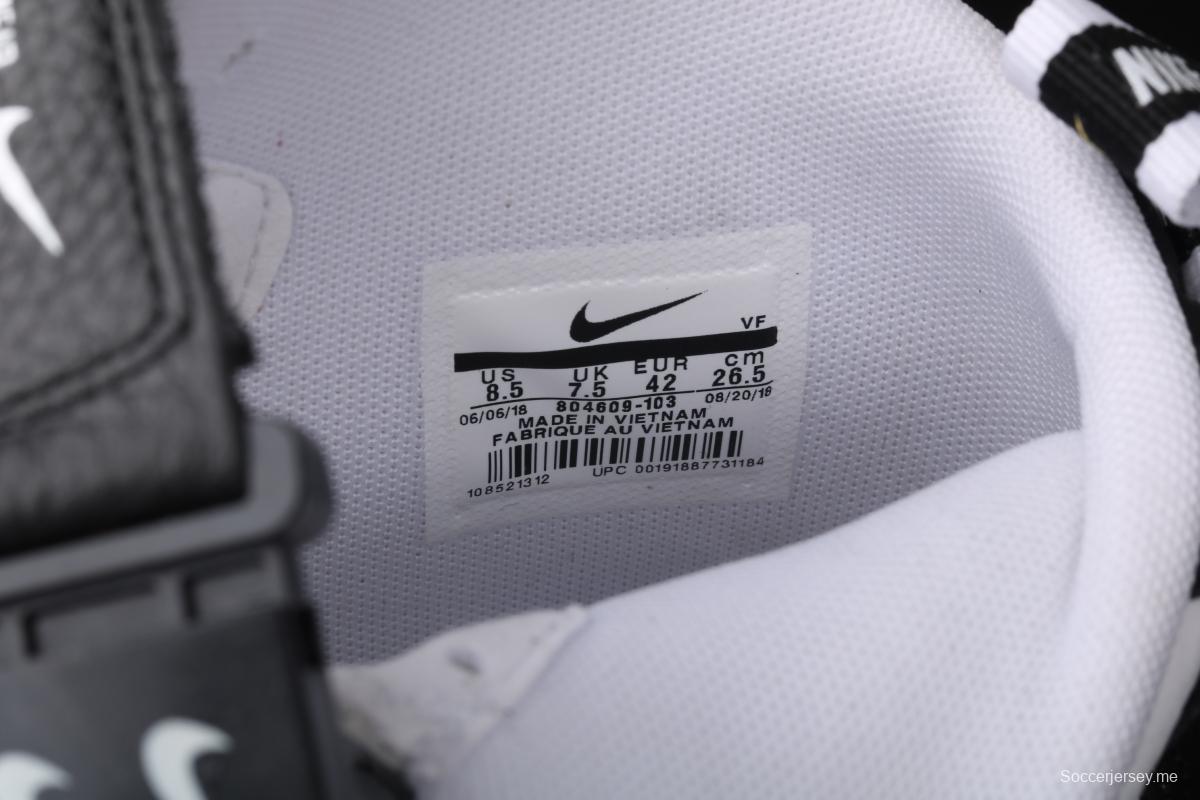 NIKE
VF
US UK EUR cm
8.5 7.5 42 26.5
06/06/18 804609-103 08/20/18
MADE IN VIETNAM
FABRIQUE AU VIETNAM
108521312 UPC 00191887731184
Soccerjersey.me